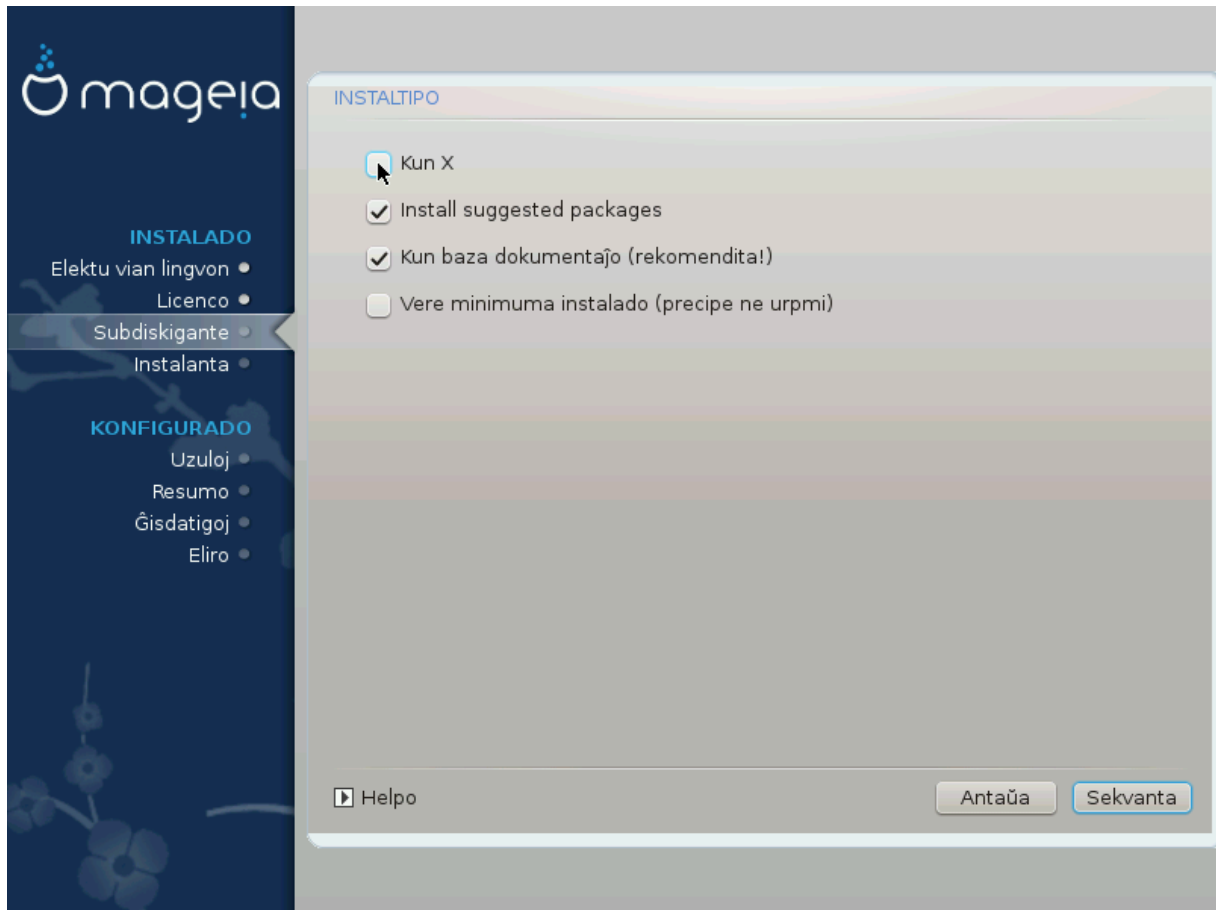 mageia
INSTALADO
Elektu vian lingvon
Licenco
Subdiskigante
Instalanta
KONFIGURADO
Uzuloj
Resumo
Ĝisdatigoj
Eliro
INSTALTIPO
Kun X
Install suggested packages
Kun baza dokumentaĵo (rekomendita!)
Vere minimuma instalado (precipe ne urpmi)
Helpo
Antaŭa
Sekvanta